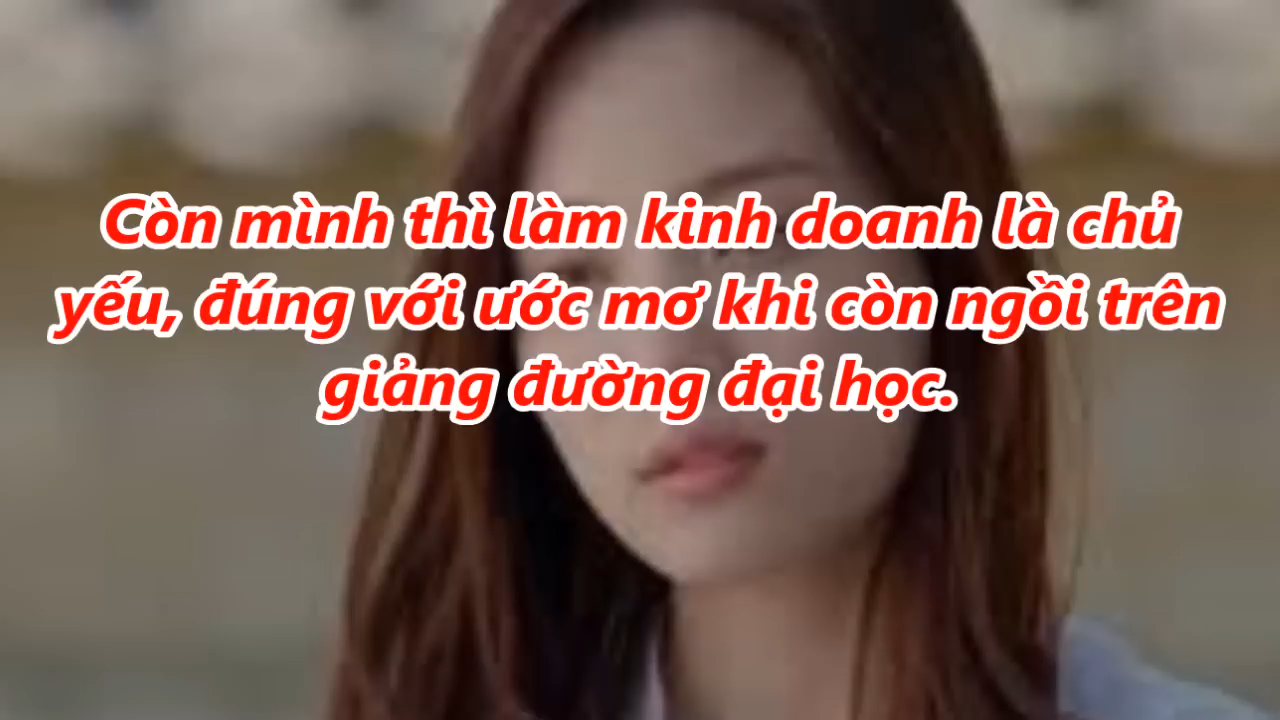 Còn mình thì làm kinh doanh là chủ
yếu, đúng với ước mơ khi còn ngồi trên
giảng đường đại học.